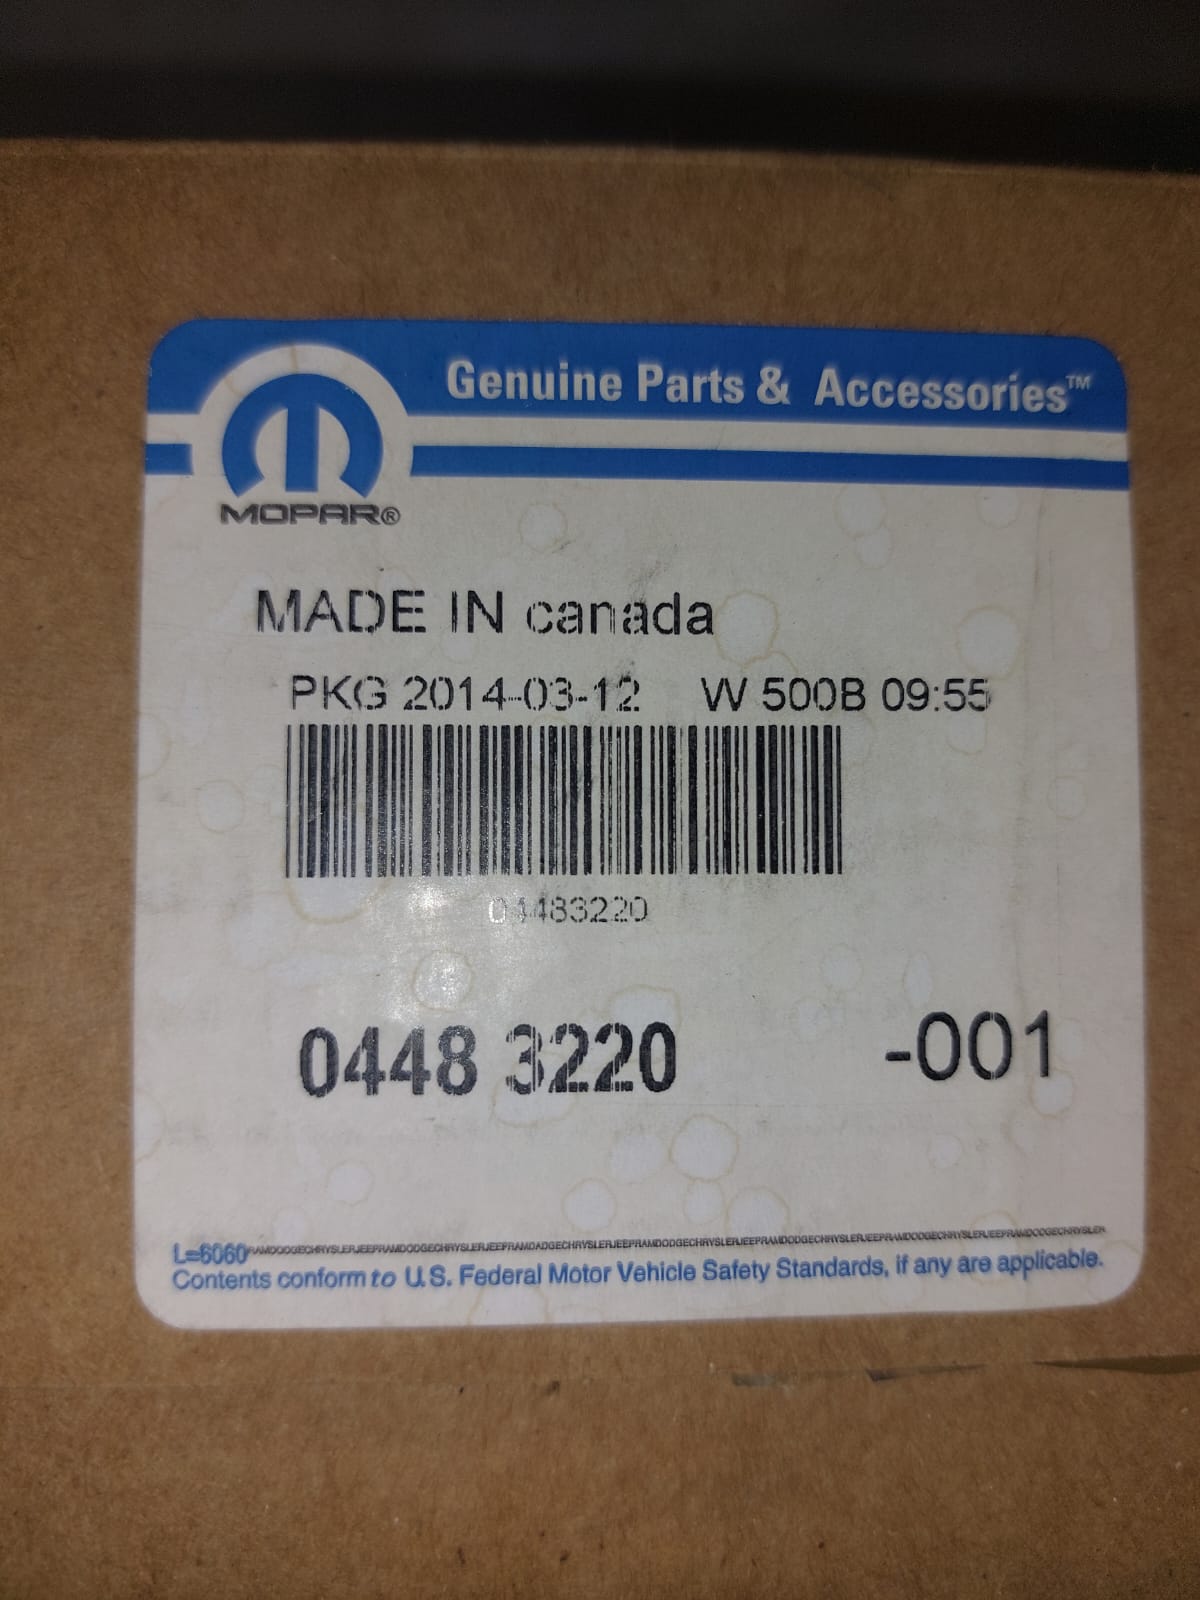 Genuine Parts & Accessories™
MOPAR®
MADE IN canada
PKG 2014-03-12 W 500B 09:55
04483220
0448 3220 -001
L=6060 RAMDODGECHRYSLERJEEPRAMDODGECHRYSLERJEEPRAMDADGECHRYSLERJEEPRAMDODGECHRYSLERJEEPRAMDODGECHRYSLERJEEPRAMDODGECHRYSLERJEEPRAMDODGECHRYSLER
Contents conform to U.S. Federal Motor Vehicle Safety Standards, if any are applicable.